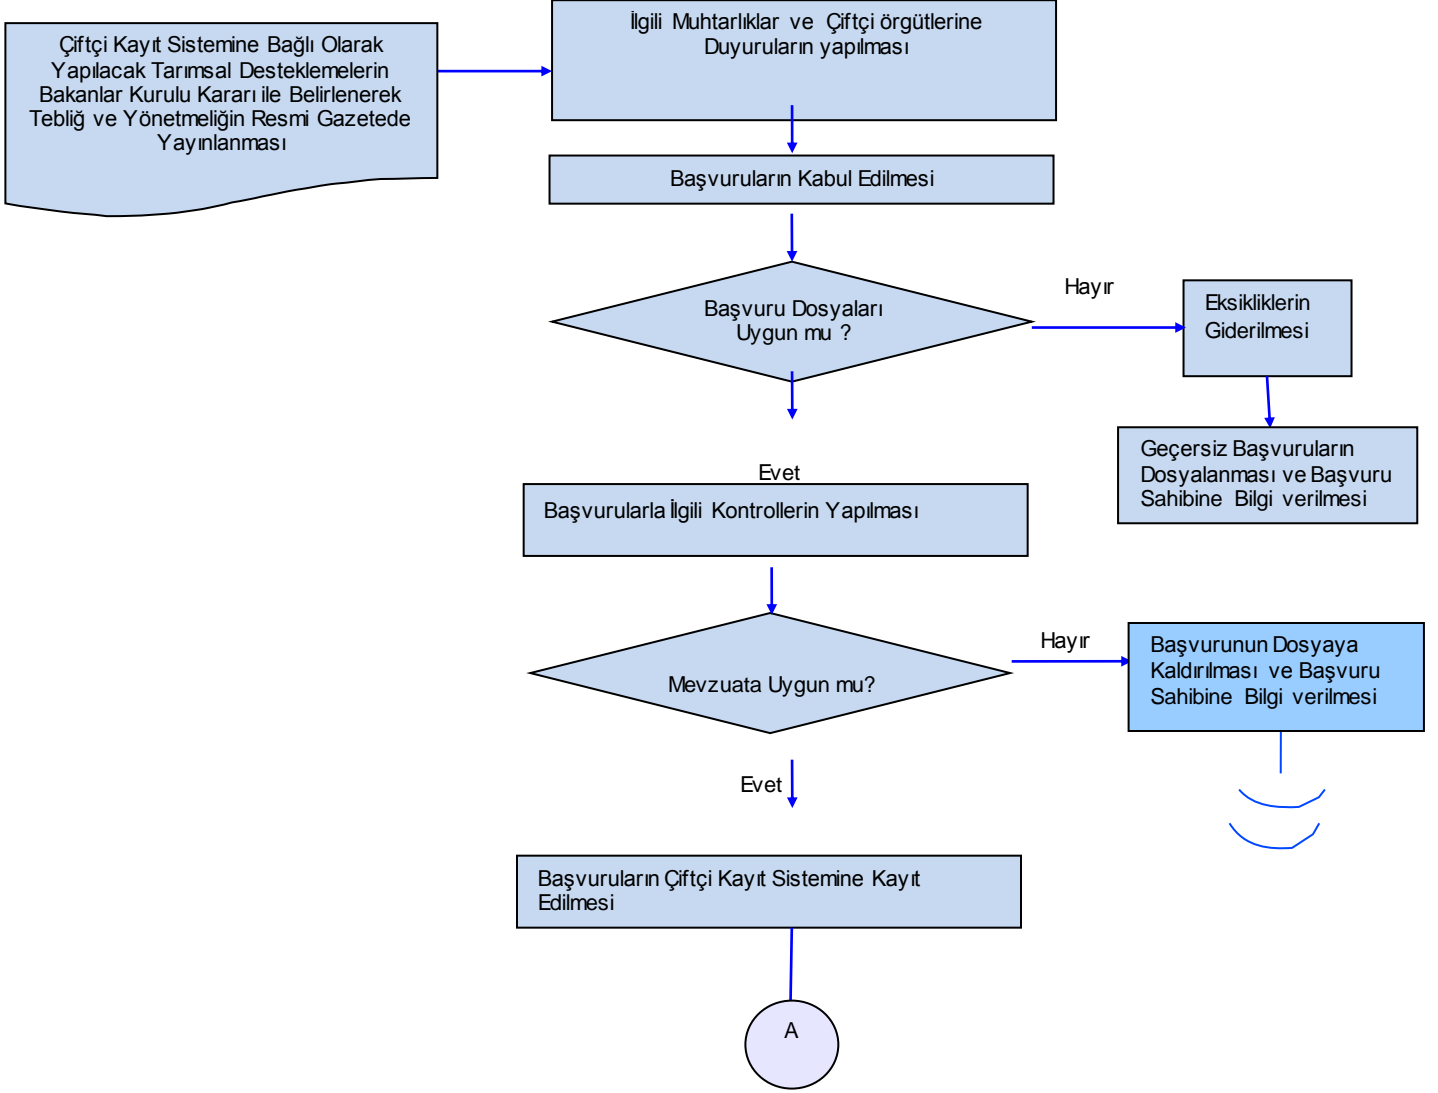 Çiftçi Kayıt Sistemine Bağlı Olarak
Yapılacak Tarımsal Desteklemelerin
Bakanlar Kurulu Kararı ile Belirlenerek
Tebliğ ve Yönetmeliğin Resmi Gazetede
Yayınlanması
İlgili Muhtarlıklar ve Çiftçi örgütlerine
Duyuruların yapılması
Başvuruların Kabul Edilmesi
Başvuru Dosyaları
Uygun mu ?
Hayır
Eksikliklerin
Giderilmesi
Geçersiz Başvuruların
Dosyalanması ve Başvuru
Sahibine Bilgi verilmesi
Evet
Başvurularla İlgili Kontrollerin Yapılması
Mevzuata Uygun mu?
Hayır
Başvurunun Dosyaya
Kaldırılması ve Başvuru
Sahibine Bilgi verilmesi
Evet
Başvuruların Çiftçi Kayıt Sistemine Kayıt
Edilmesi
A